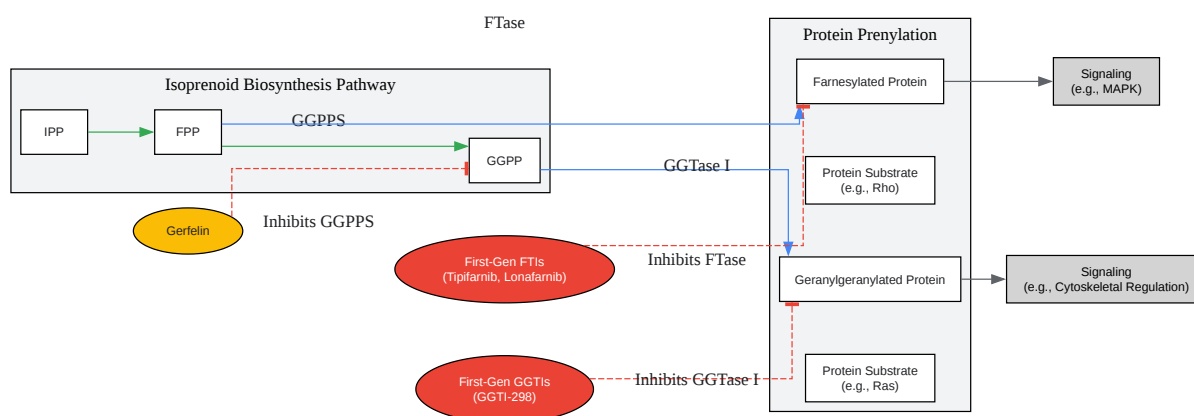 FTase
Protein Prenylation
Isoprenoid Biosynthesis Pathway
Farnesylated Protein
Signaling
(e.g., MAPK)
IPP
FPP
GGPPS
GGPP
GGTase I
Protein Substrate
(e.g., Rho)
Gerfelin
Inhibits GGPPS
First-Gen FTIs
(Tipifarnib, Lonafarnib)
Inhibits FTase
Geranylgeranylated Protein
Signaling
(e.g., Cytoskeletal Regulation)
First-Gen GGTIs
(GGTI-298)
Inhibits GGTase I
Protein Substrate
(e.g., Ras)